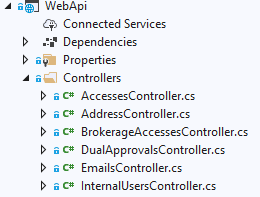 WebApi
Connected Services
Dependencies
Properties
Controllers
C# AccessesController.cs
C# AddressController.cs
C# BrokerageAccessesController.cs
C# DualApprovalsController.cs
C# EmailsController.cs
C# InternalUsersController.cs